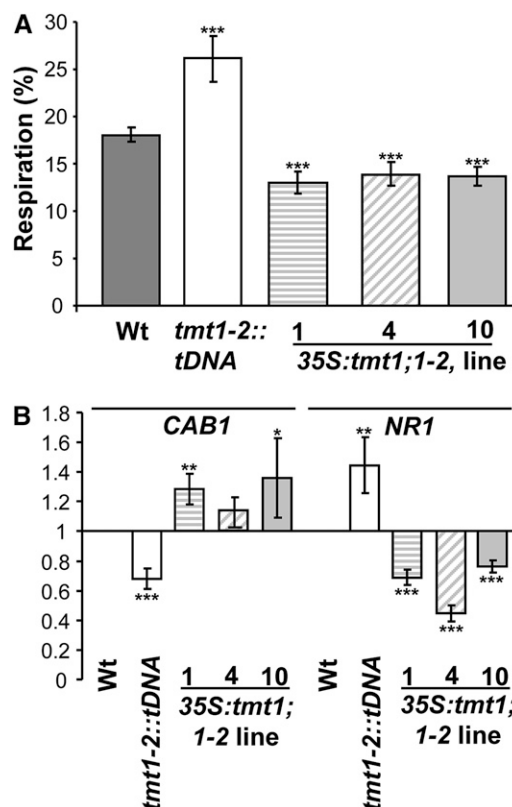 A
Respiration (%)
30
25
20
15
10
5
0
***
***
***
***
Wt
tmt1-2::
tDNA
1 4 10
35S:tmt1;1-2, line
B
CAB1 NR1
1.8
1.6
1.4
1.2
1
0.8
0.6
0.4
0.2
0
*** ** * ** *** *** ***
Wt
tmt1-2::tDNA
1 4 10
35S:tmt1;
1-2 line
Wt
tmt1-2::tDNA
1 4 10
35S:tmt1;
1-2 line